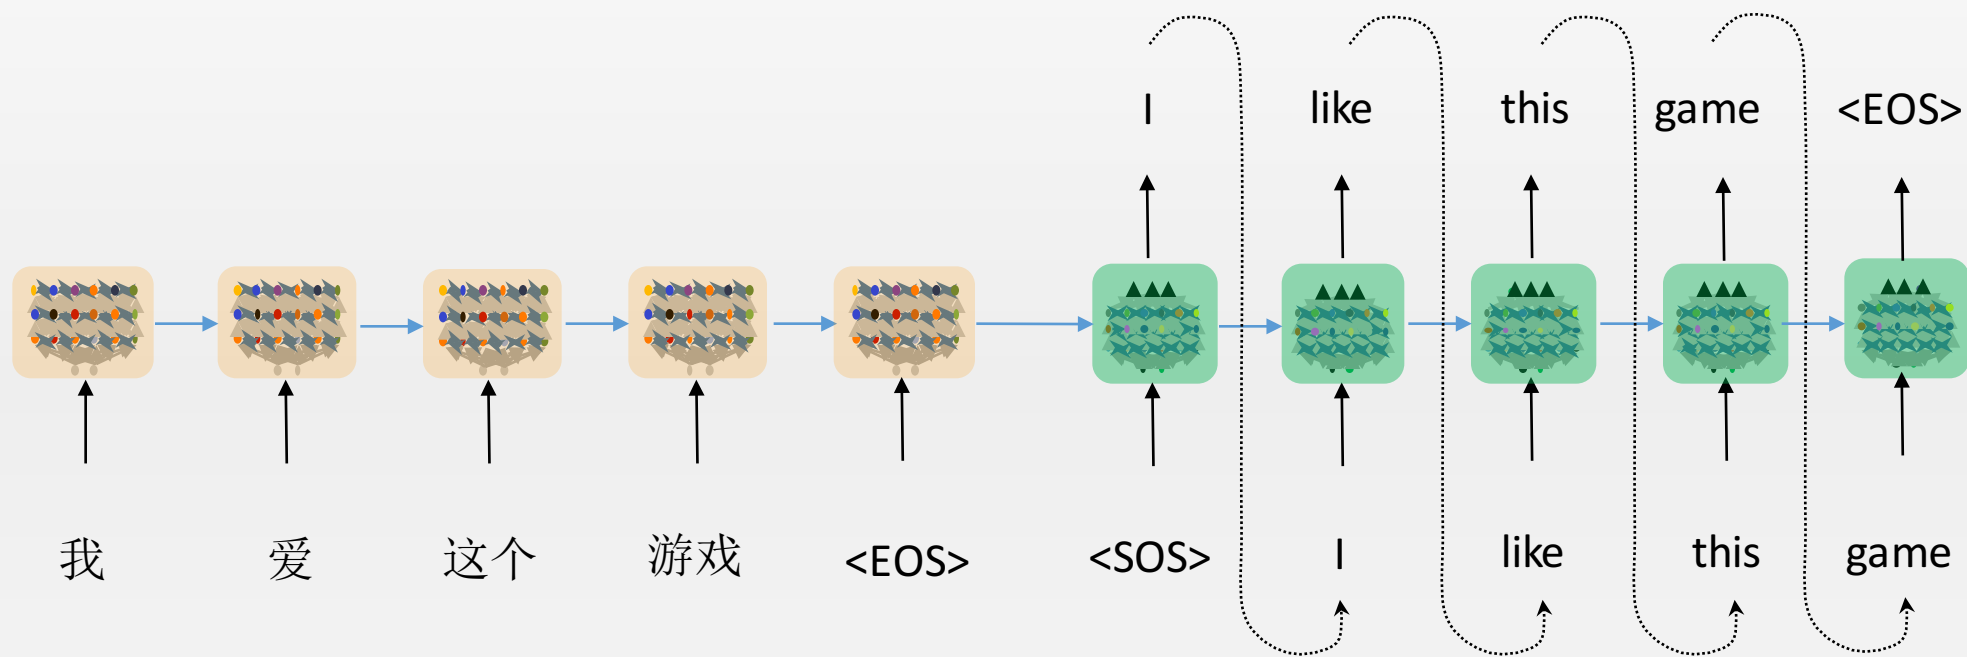 I like this game <EOS>
我 爱 这个 游戏 <EOS> <SOS> I like this game